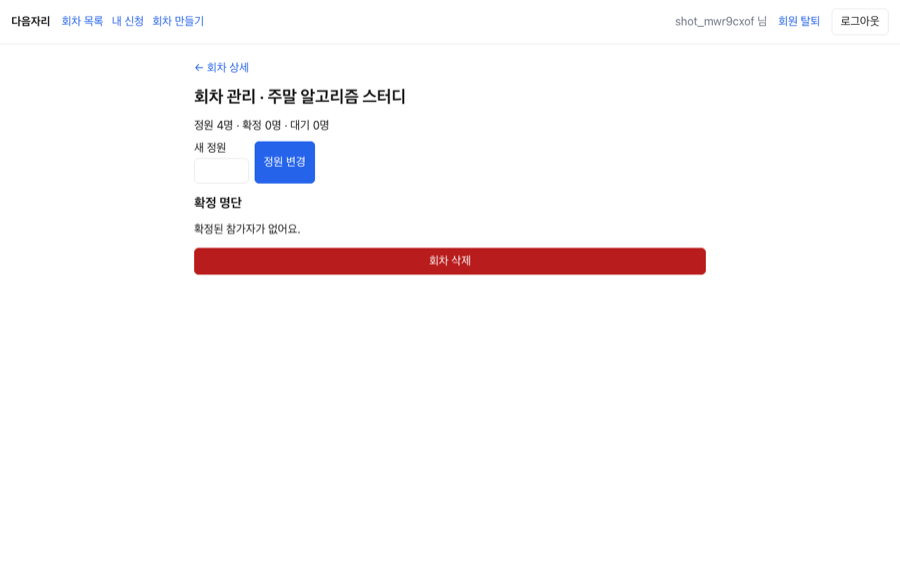 다음자리 회차 목록 내 신청 회차 만들기 shot_mwr9cxof 님 회원 탈퇴 로그아웃
← 회차 상세
회차 관리 · 주말 알고리즘 스터디
정원 4명 · 확정 0명 · 대기 0명
새 정원
정원 변경
확정 명단
확정된 참가자가 없어요.
회차 삭제